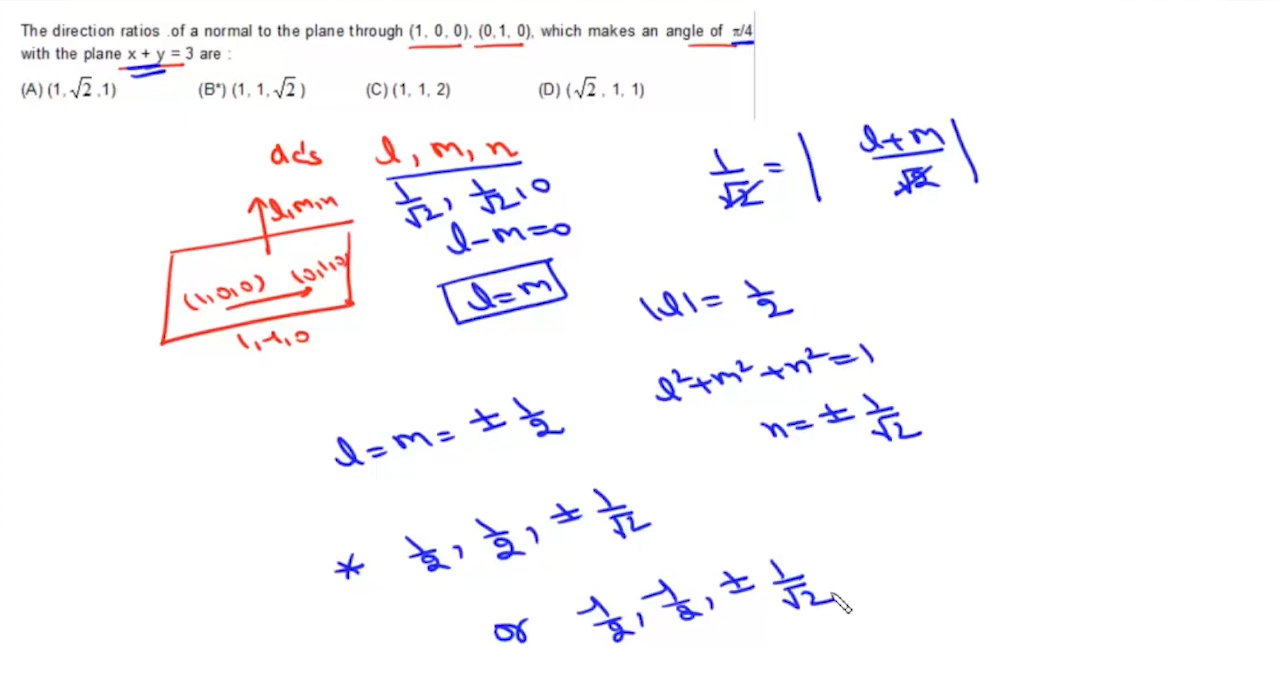 The direction ratios .of a normal to the plane through (1, 0, 0), (0, 1, 0), which makes an angle of π/4
with the plane x + y = 3 are :
(A) (1, √2 ,1) (B*) (1, 1, √2 ) (C) (1, 1, 2) (D) (√2 , 1, 1)
dc's l, m, n
1/√2, 1/√2, 0
1/√2 = | l+m/√2 |
l, m, n
l-m=0
(1,0,0) (0,1,0)
l=m
|l| = 1/2
1,-1,0
l²+m²+n²=1
l=m=± 1/2
n=± 1/√2
* 1/2, 1/2, ± 1/√2
or -1/2, -1/2, ± 1/√2